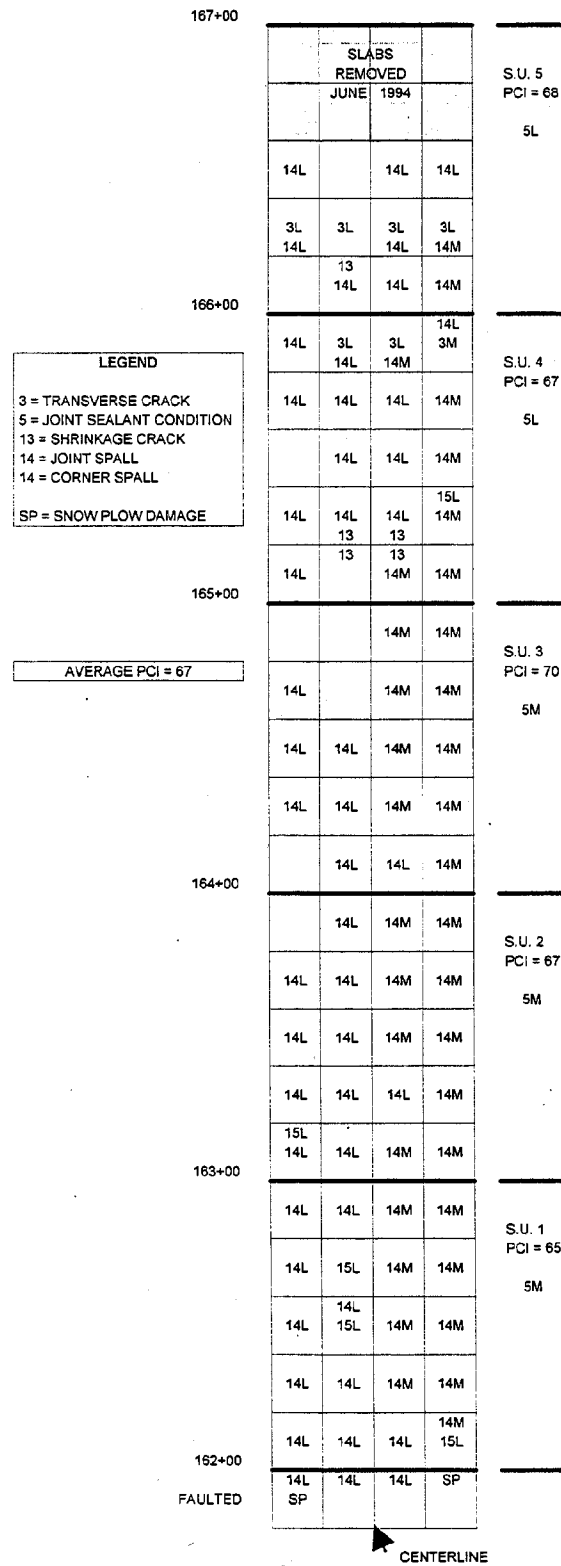 167+00
SLABS
REMOVED
JUNE 1994
S.U. 5
PCI = 68
5L
14L 14L 14L
3L 3L 3L 3L
14L 14L 14M
13
14L 14L 14M
166+00
14L
14L 3L 3L 3M
14L 14M
S.U. 4
PCI = 67
5L
LEGEND
3 = TRANSVERSE CRACK
5 = JOINT SEALANT CONDITION
13 = SHRINKAGE CRACK
14 = JOINT SPALL
14 = CORNER SPALL
SP = SNOW PLOW DAMAGE
14L 14L 14L 14M
14L 14L 14M
15L
14L 14L 14L 14M
13 13
13 13
14L 14M 14M
165+00
14M 14M
S.U. 3
PCI = 70
5M
AVERAGE PCI = 67
14L 14M 14M
14L 14L 14M 14M
14L 14L 14M 14M
14L 14L 14M
164+00
14L 14M 14M
S.U. 2
PCI = 67
5M
14L 14L 14M 14M
14L 14L 14M 14M
14L 14L 14L 14M
15L
14L 14L 14M 14M
163+00
14L 14L 14M 14M
S.U. 1
PCI = 65
5M
14L 15L 14M 14M
14L
14L 15L 14M 14M
14L 14L 14M 14M
14M
14L 14L 14L 15L
162+00
14L 14L 14L SP
FAULTED SP
CENTERLINE